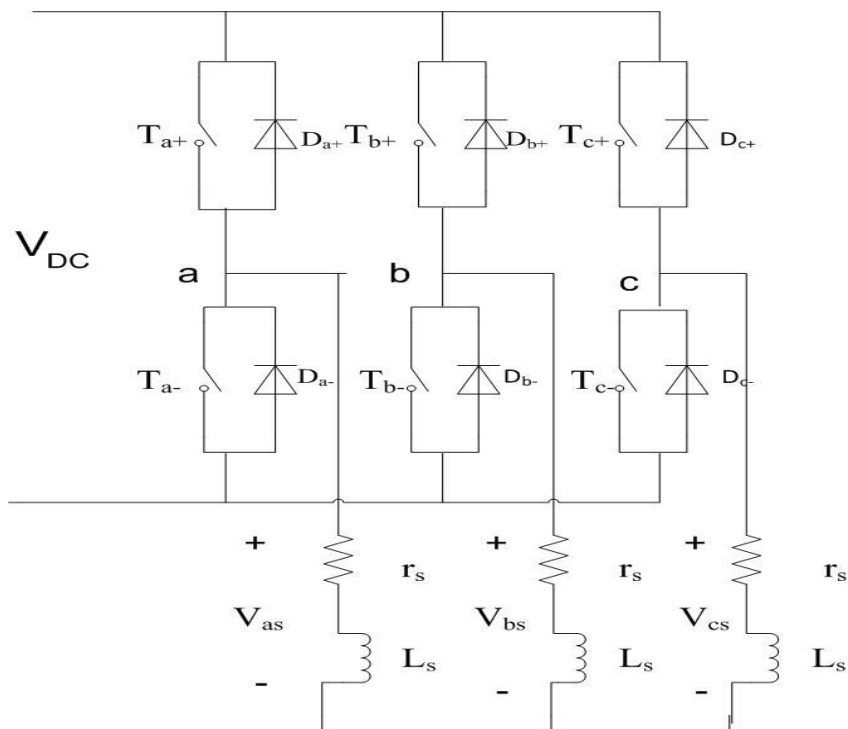 Ta+ Da+ Tb+ Db+ Tc+ Dc+
VDC
a b c
Ta- Da- Tb- Db- Tc- Dc-
+ + +
rs rs rs
Vas Vbs Vcs
Ls Ls Ls
- - -